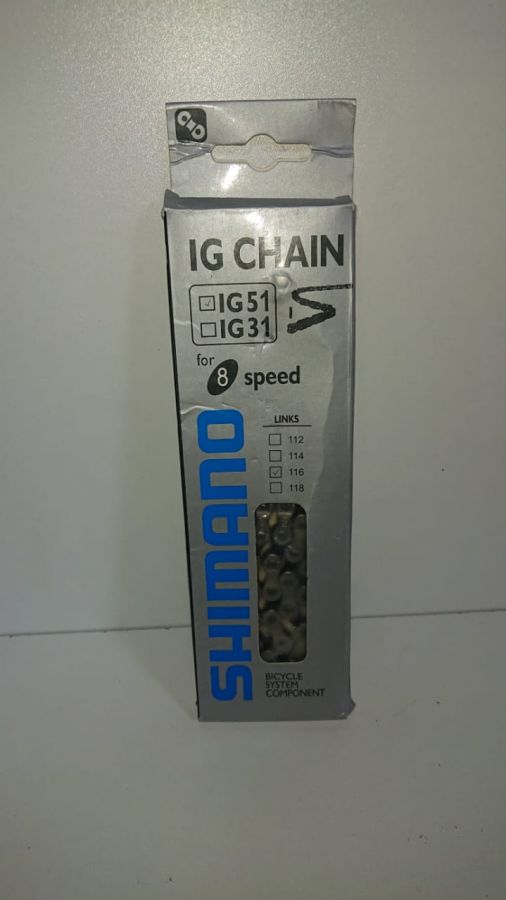 IG CHAIN
IG51
IG31
for 8 speed
LINKS
112
114
116
118
SHIMANO
BICYCLE
SYSTEM
COMPONENT